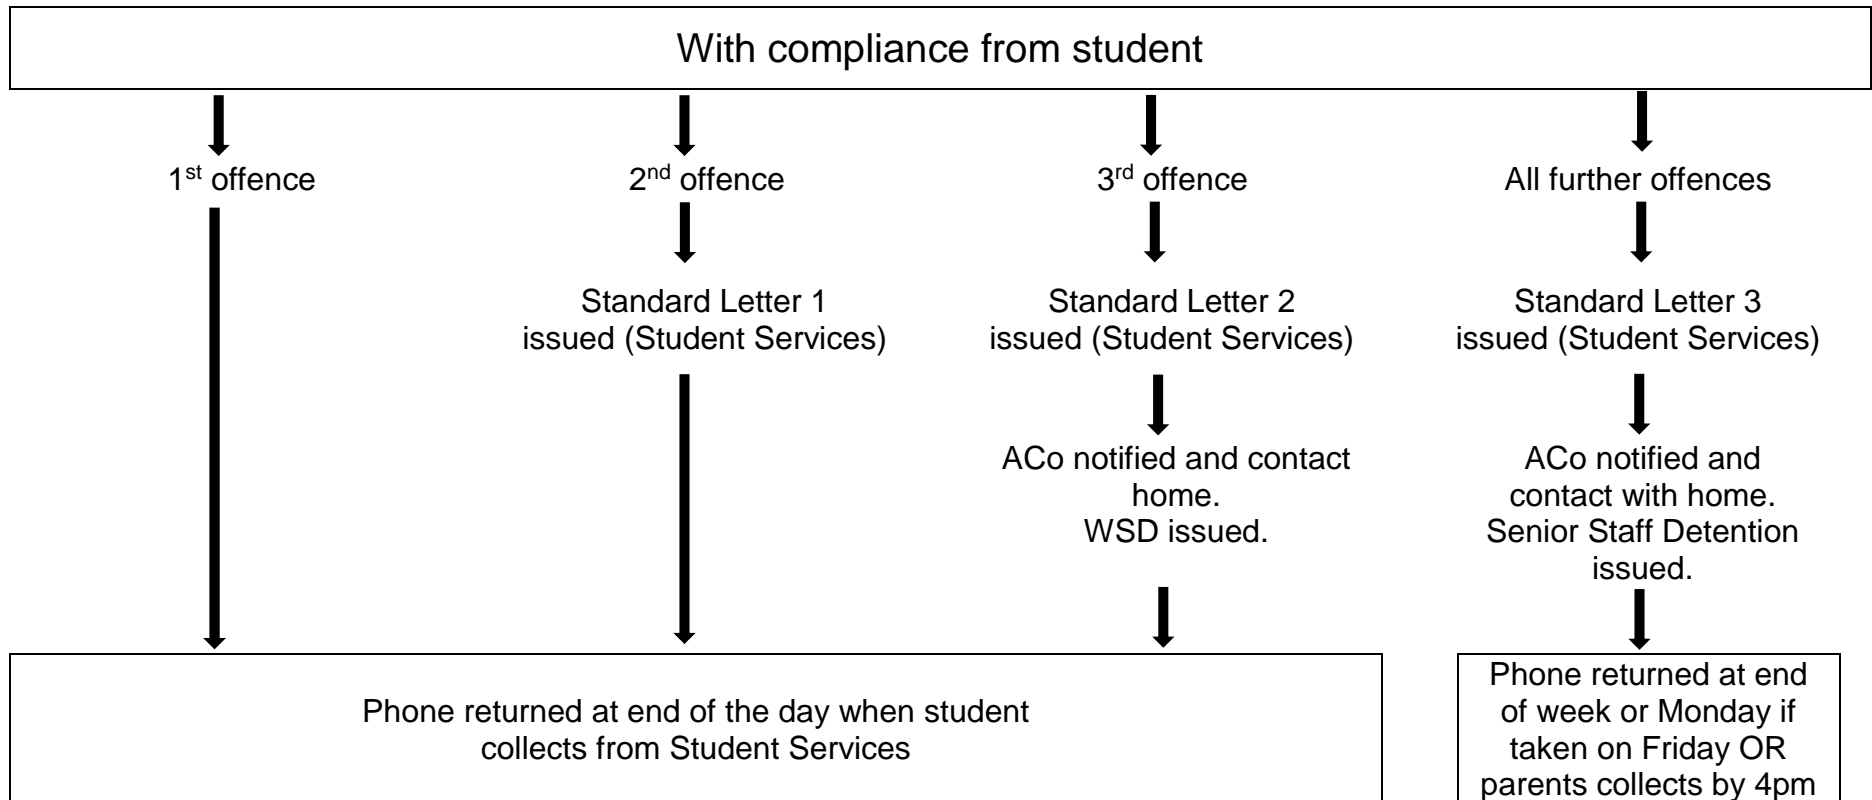 With compliance from student
1st offence
2nd offence
3rd offence
All further offences
Standard Letter 1
issued (Student Services)
Standard Letter 2
issued (Student Services)
Standard Letter 3
issued (Student Services)
ACo notified and contact
home.
WSD issued.
ACo notified and
contact with home.
Senior Staff Detention
issued.
Phone returned at end of the day when student
collects from Student Services
Phone returned at end
of week or Monday if
taken on Friday OR
parents collects by 4pm